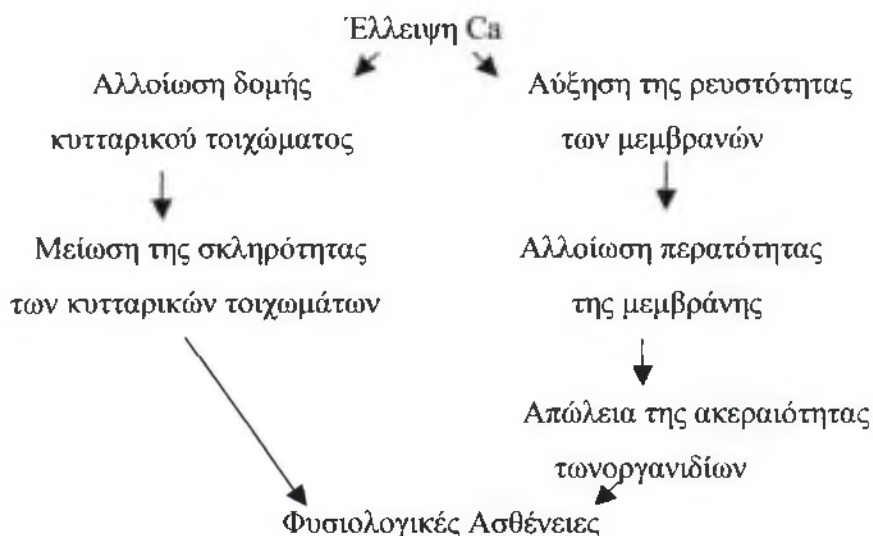 Έλλειψη Ca
Αλλοίωση δομής
κυτταρικού τοιχώματος
Αύξηση της ρευστότητας
των μεμβρανών
Μείωση της σκληρότητας
των κυτταρικών τοιχωμάτων
Αλλοίωση περατότητας
της μεμβράνης
Απώλεια της ακεραιότητας
τωνοργανιδίων
Φυσιολογικές Ασθένειες